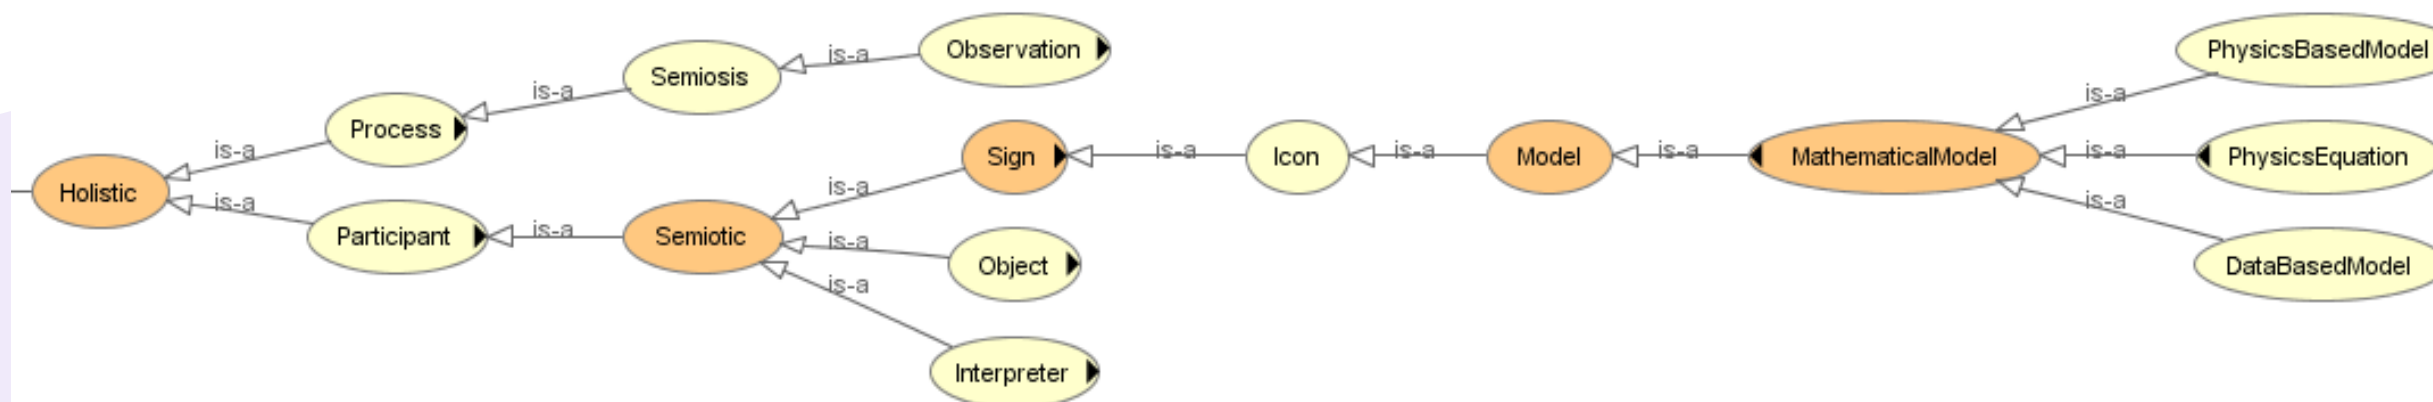 Observation
is-a
PhysicsBasedModel
Semiosis
is-a
is-a
Process
is-a
is-a
Sign
is-a
Icon
is-a
Model
is-a
MathematicalModel
is-a
PhysicsEquation
Holistic
is-a
is-a
is-a
Participant
is-a
Semiotic
is-a
Object
DataBasedModel
is-a
Interpreter